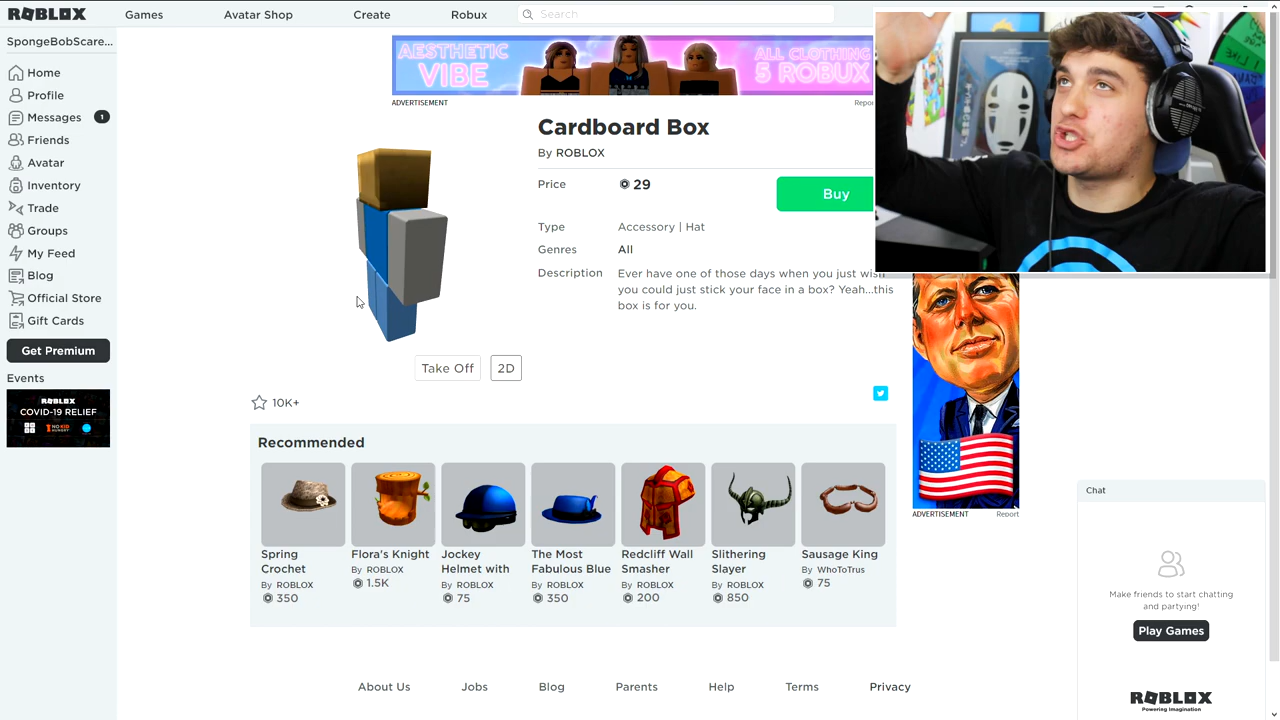 ROBLOX
Games
Avatar Shop
Create
Robux
Search
SpongeBobScare...
Home
Profile
Messages
1
Friends
Avatar
Inventory
Trade
Groups
My Feed
Blog
Official Store
Gift Cards
Get Premium
Events
ROBLOX
COVID-19 RELIEF
NO KID
HUNGRY
AESTHETIC
VIBE
ALL CLOTHING
5 ROBUX
ADVERTISEMENT
Cardboard Box
By ROBLOX
Price
29
Buy
Type
Accessory | Hat
Genres
All
Description
Ever have one of those days when you just wish
you could just stick your face in a box? Yeah...this
box is for you.
Take Off
2D
10K+
Recommended
Spring
Crochet
By ROBLOX
350
Flora's Knight
By ROBLOX
1.5K
Jockey
Helmet with
By ROBLOX
75
The Most
Fabulous Blue
By ROBLOX
350
Redcliff Wall
Smasher
By ROBLOX
200
Slithering
Slayer
By ROBLOX
850
Sausage King
By WhoToTrus
75
ADVERTISEMENT
Report
Chat
Make friends to start chatting
and partying!
Play Games
ROBLOX
Powering Imagination
About Us
Jobs
Blog
Parents
Help
Terms
Privacy